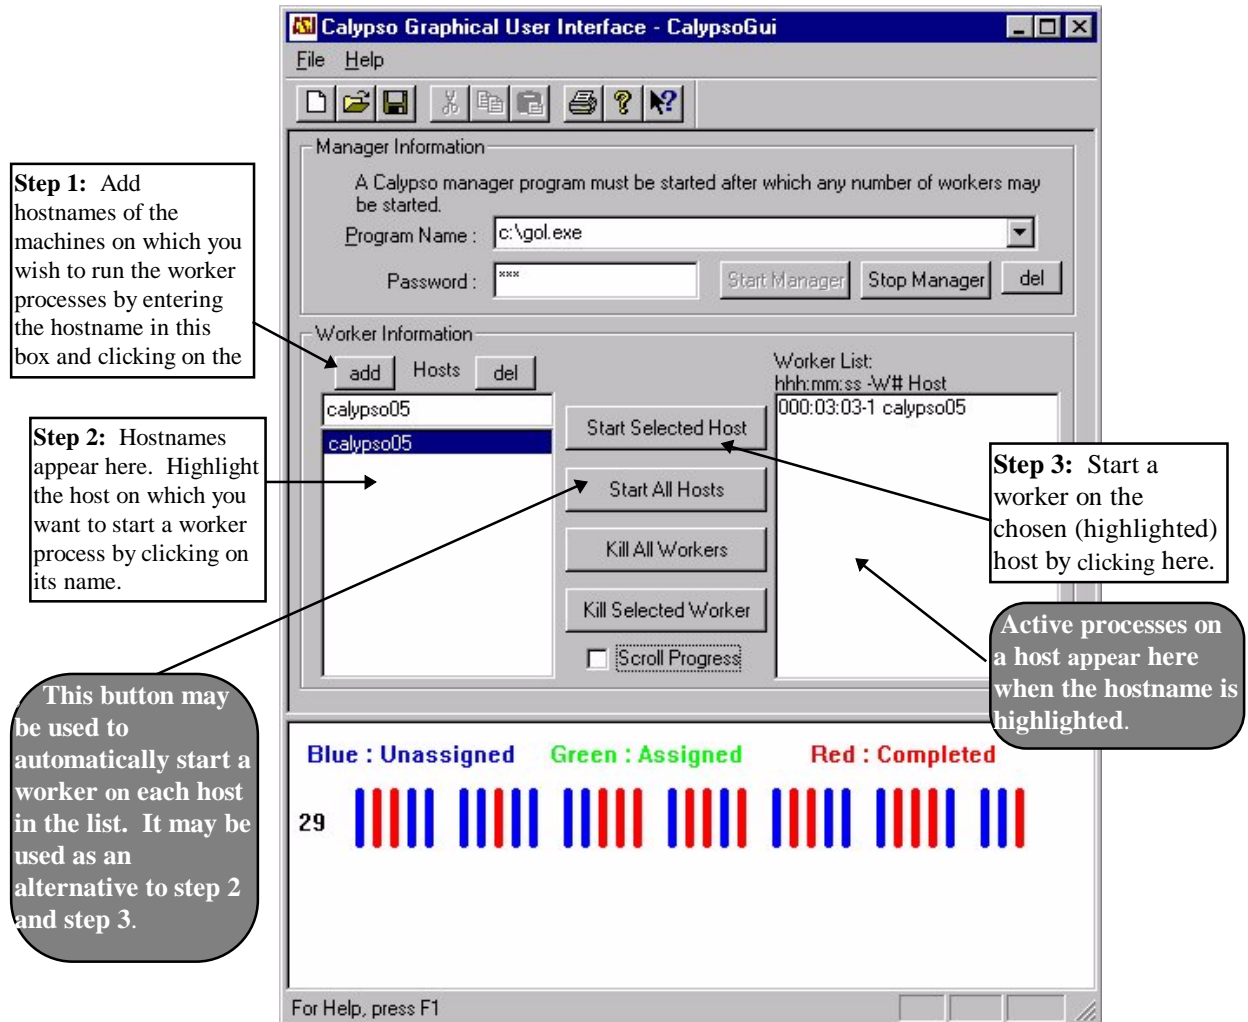 Calypso Graphical User Interface - CalypsoGui
File Help
Manager Information
A Calypso manager program must be started after which any number of workers may
be started.
Program Name : c:\gol.exe
Password : ***
Start Manager
Stop Manager
del
Step 1: Add
hostnames of the
machines on which you
wish to run the worker
processes by entering
the hostname in this
box and clicking on the
Worker Information
add Hosts del
calypso05
calypso05
Step 2: Hostnames
appear here. Highlight
the host on which you
want to start a worker
process by clicking on
its name.
Start Selected Host
Start All Hosts
Kill All Workers
Kill Selected Worker
Scroll Progress
Worker List:
hhh:mm:ss -W# Host
000:03:03-1 calypso05
Step 3: Start a
worker on the
chosen (highlighted)
host by clicking here.
Active processes on
a host appear here
when the hostname is
highlighted.
This button may
be used to
automatically start a
worker on each host
in the list. It may be
used as an
alternative to step 2
and step 3.
Blue : Unassigned Green : Assigned Red : Completed
29
For Help, press F1